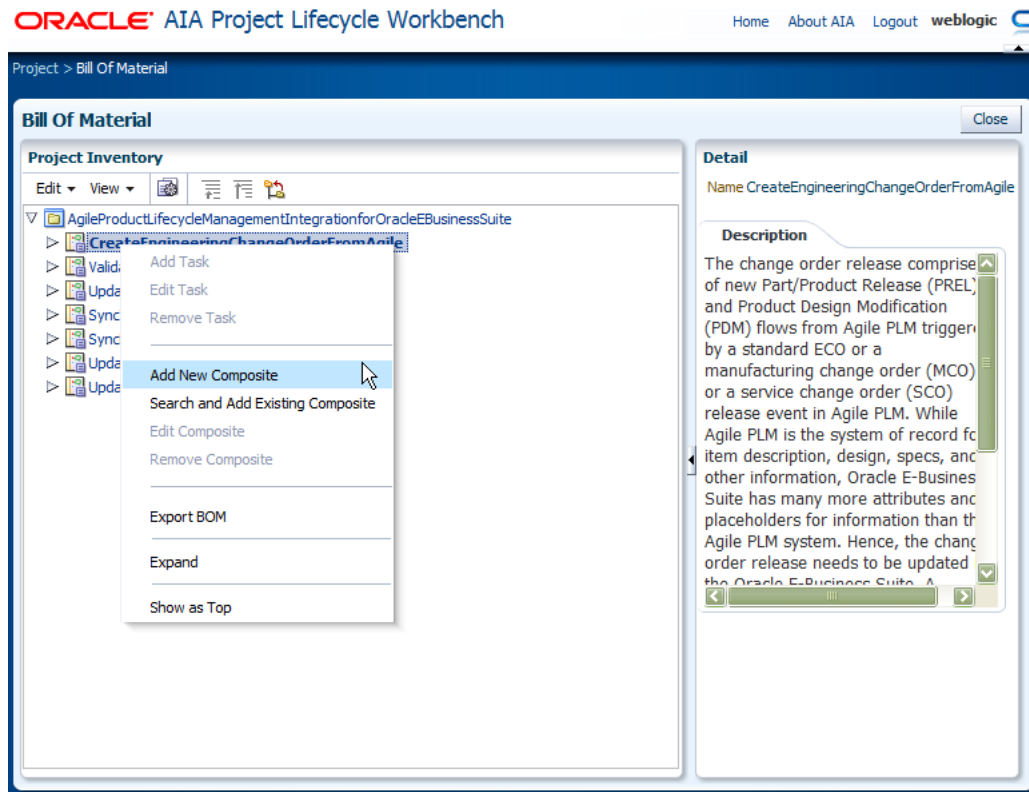 ORACLE AIA Project Lifecycle Workbench
Home About AIA Logout weblogic
Project > Bill Of Material
Bill Of Material
Close
Project Inventory
Edit View
AgileProductLifecycleManagementIntegrationforOracleEBusinessSuite
CreateEngineeringChangeOrderFromAgile
Valid
Upda
Sync
Sync
Upda
Upda
Add Task
Edit Task
Remove Task
Add New Composite
Search and Add Existing Composite
Edit Composite
Remove Composite
Export BOM
Expand
Show as Top
Detail
Name CreateEngineeringChangeOrderFromAgile
Description
The change order release comprise
of new Part/Product Release (PREL)
and Product Design Modification
(PDM) flows from Agile PLM trigger
by a standard ECO or a
manufacturing change order (MCO)
or a service change order (SCO)
release event in Agile PLM. While
Agile PLM is the system of record fo
item description, design, specs, and
other information, Oracle E-Busines
Suite has many more attributes and
placeholders for information than th
Agile PLM system. Hence, the chang
order release needs to be updated
the Oracle E-Business Suite. A